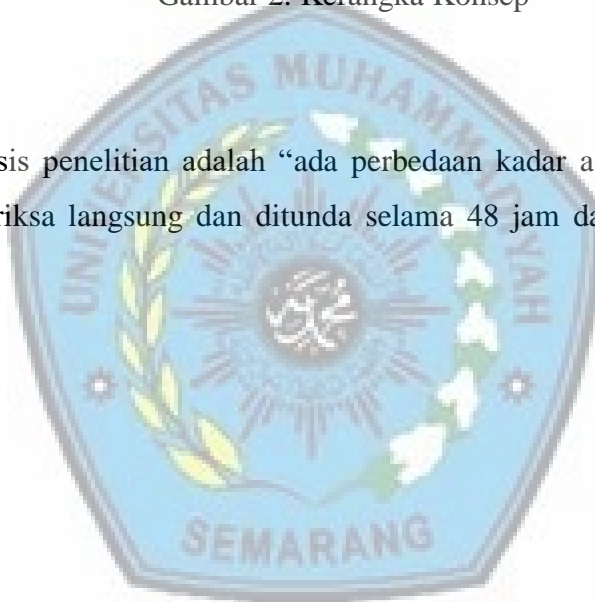 Gambar 2. Kerangka Konsep
UNIVERSITAS MUHAMMADIYAH
sis penelitian adalah “ada perbedaan kadar a
riksa langsung dan ditunda selama 48 jam da
SEMARANG